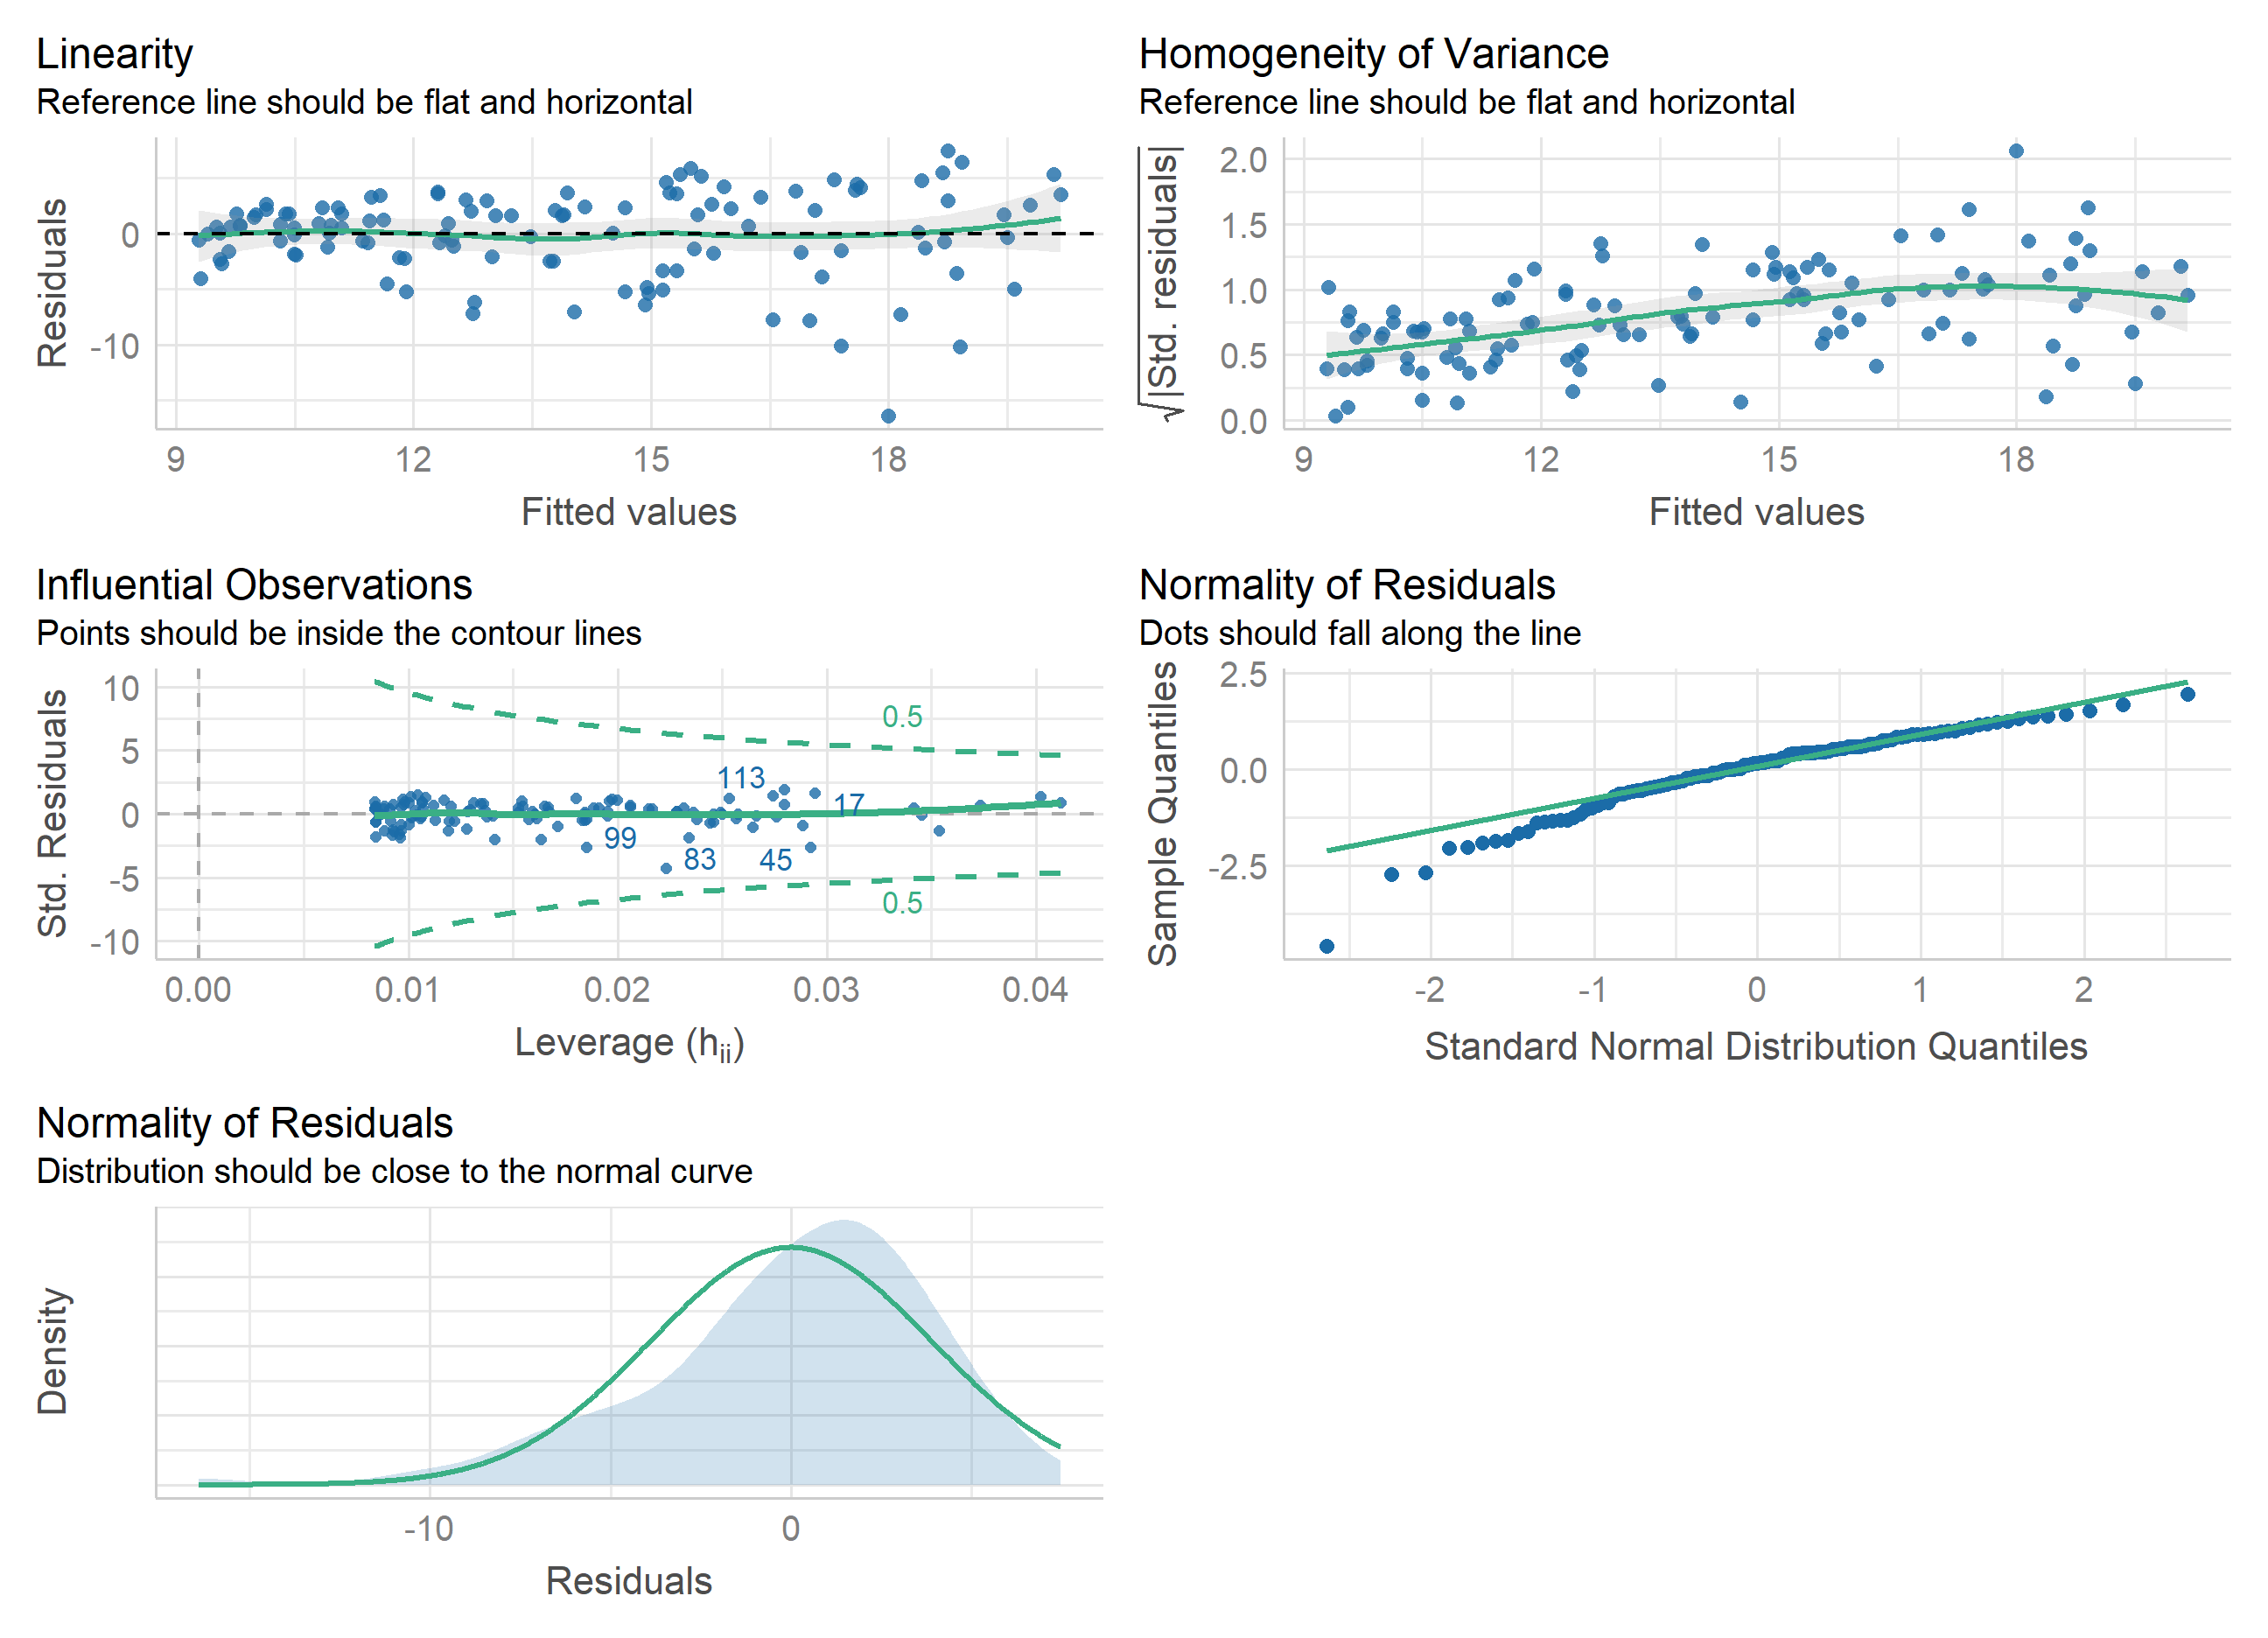 Linearity
Reference line should be flat and horizontal
Residuals
0
-10
9 12 15 18
Fitted values
Homogeneity of Variance
Reference line should be flat and horizontal
√|Std. residuals|
2.0
1.5
1.0
0.5
0.0
9 12 15 18
Fitted values
Influential Observations
Points should be inside the contour lines
Std. Residuals
10
5
0
-5
-10
0.5
113
17
99
83
45
0.5
0.00 0.01 0.02 0.03 0.04
Leverage (hii)
Normality of Residuals
Dots should fall along the line
Sample Quantiles
2.5
0.0
-2.5
-2 -1 0 1 2
Standard Normal Distribution Quantiles
Normality of Residuals
Distribution should be close to the normal curve
Density
-10 0
Residuals